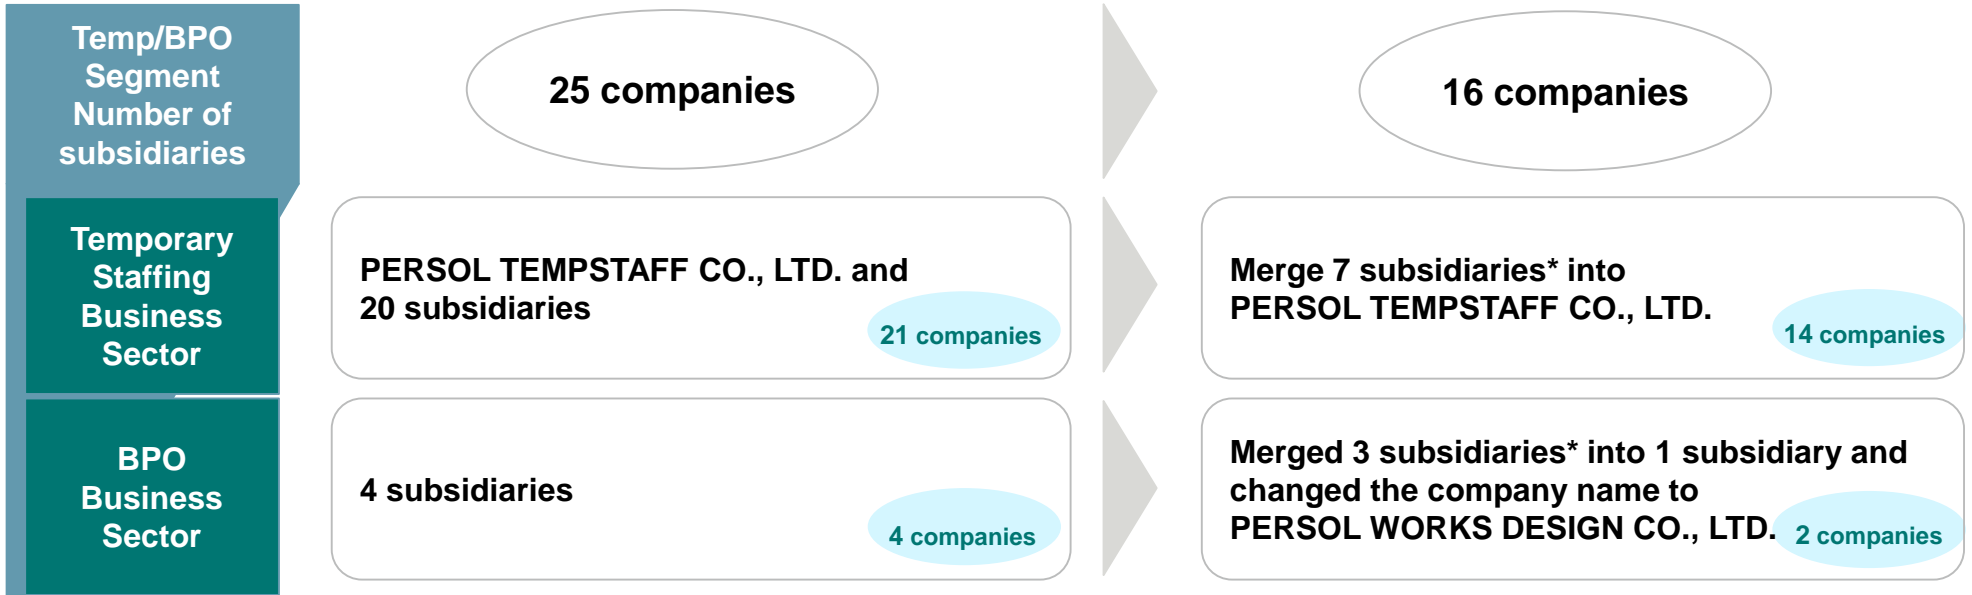 Temp/BPO
Segment
Number of
subsidiaries
25 companies
16 companies
Temporary
Staffing
Business
Sector
PERSOL TEMPSTAFF CO., LTD. and
20 subsidiaries
21 companies
Merge 7 subsidiaries* into
PERSOL TEMPSTAFF CO., LTD.
14 companies
BPO
Business
Sector
4 subsidiaries
4 companies
Merged 3 subsidiaries* into 1 subsidiary and
changed the company name to
PERSOL WORKS DESIGN CO., LTD.
2 companies